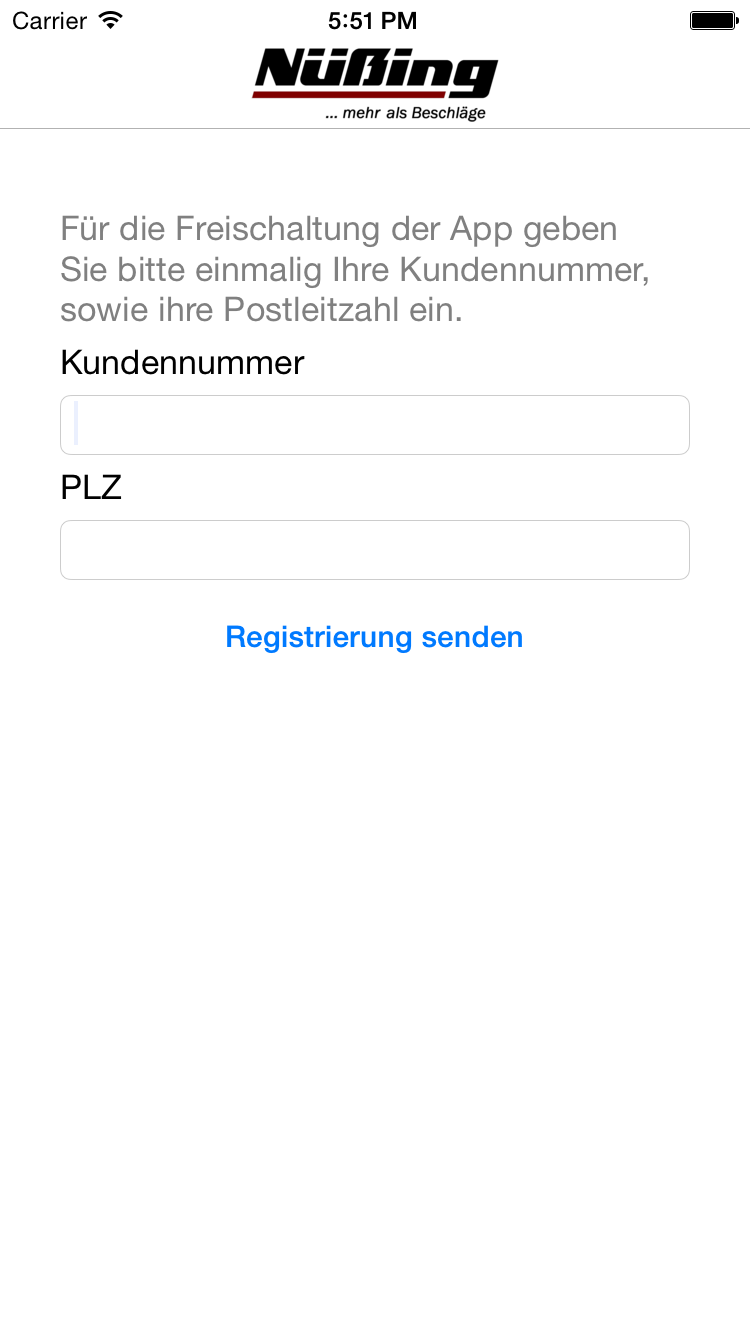 Carrier 5:51 PM
Nüßing
... mehr als Beschläge
Für die Freischaltung der App geben
Sie bitte einmalig Ihre Kundennummer,
sowie ihre Postleitzahl ein.
Kundennummer
PLZ
Registrierung senden